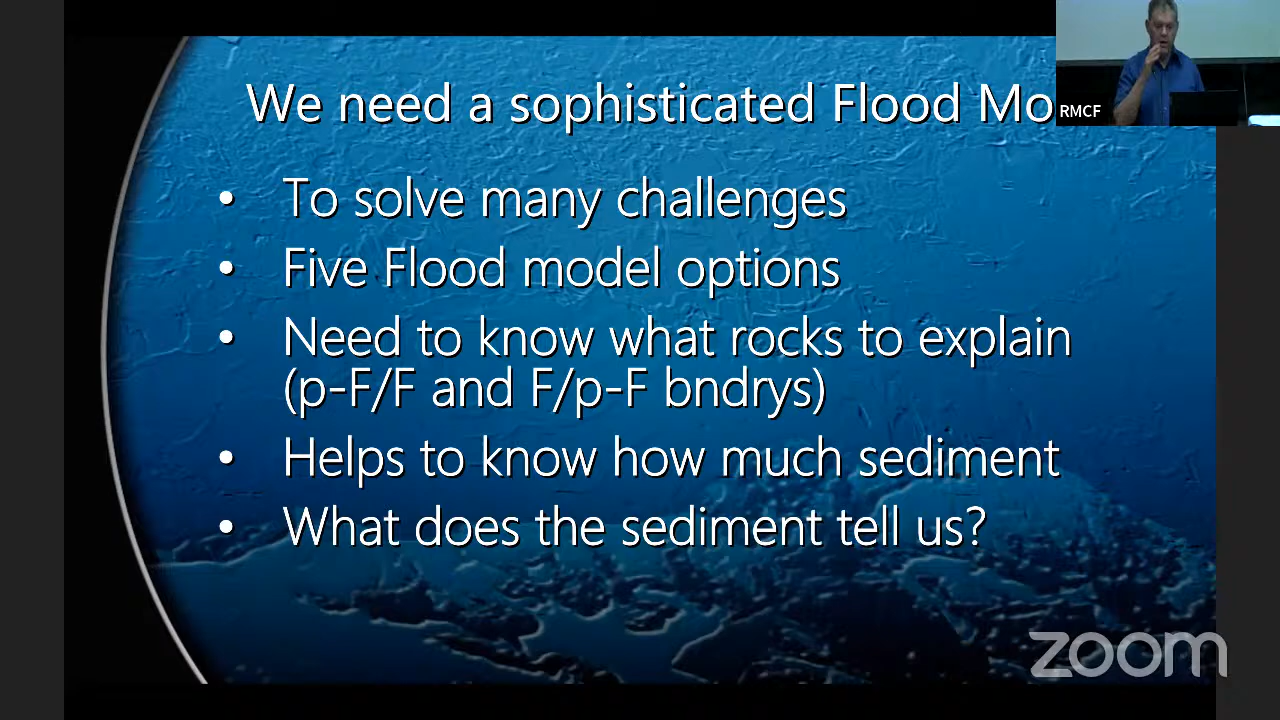 We need a sophisticated Flood Mo
RMCF
• To solve many challenges
• Five Flood model options
• Need to know what rocks to explain
(p-F/F and F/p-F bndrys)
• Helps to know how much sediment
• What does the sediment tell us?
zoom